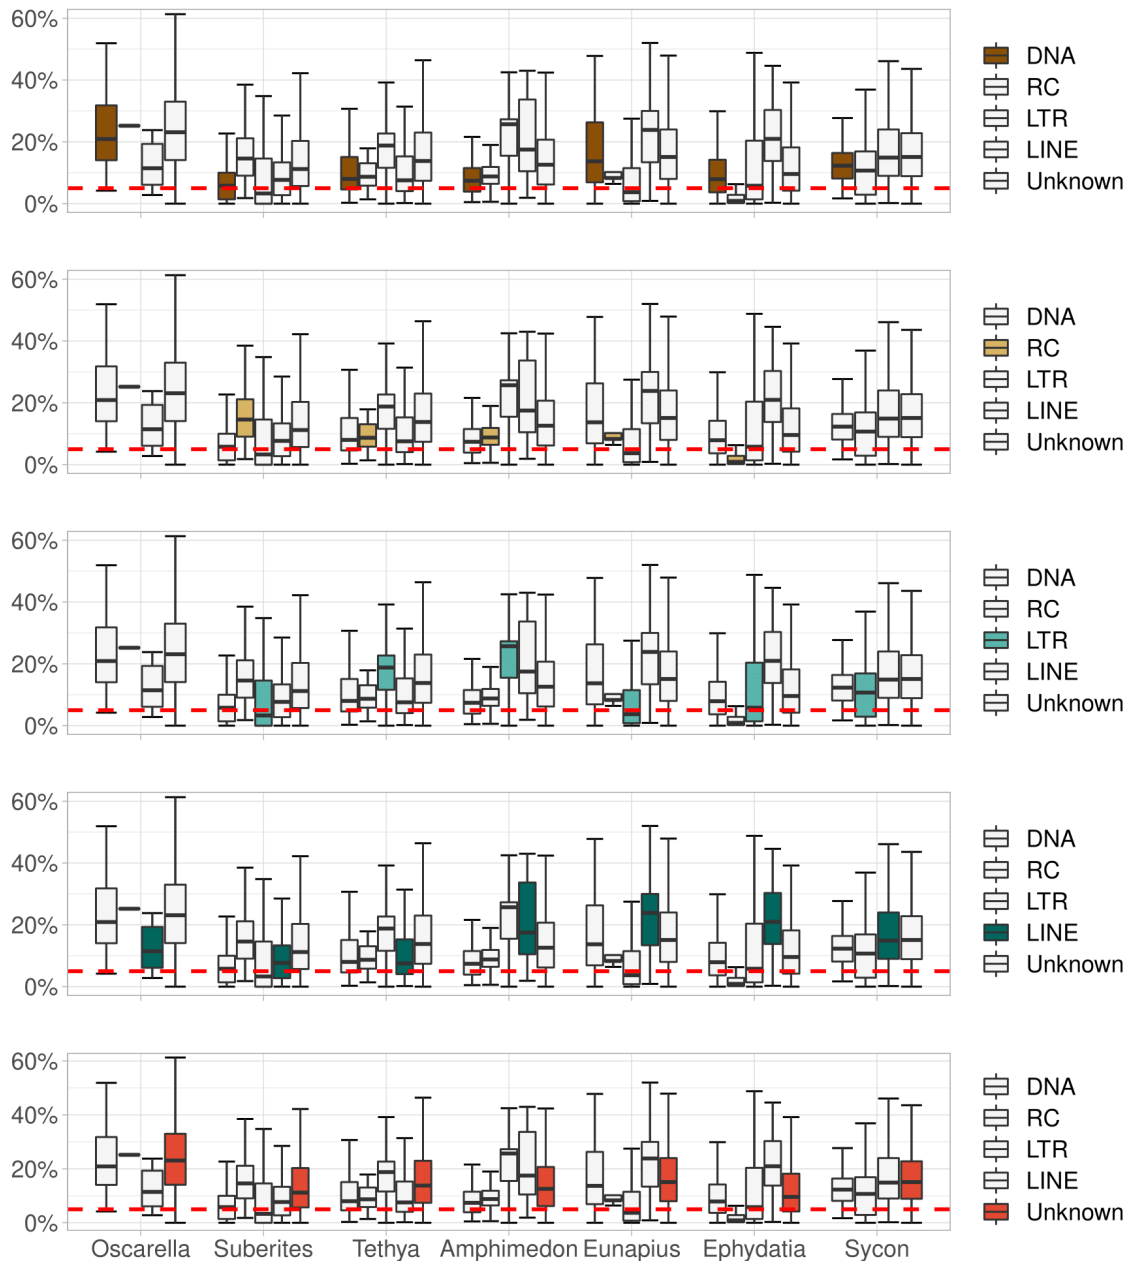 60%
40%
20%
0%
DNA
RC
LTR
LINE
Unknown
60%
40%
20%
0%
DNA
RC
LTR
LINE
Unknown
60%
40%
20%
0%
DNA
RC
LTR
LINE
Unknown
60%
40%
20%
0%
DNA
RC
LTR
LINE
Unknown
60%
40%
20%
0%
DNA
RC
LTR
LINE
Unknown
Oscarella Suberites Tethya Amphimedon Eunapius Ephydatia Sycon